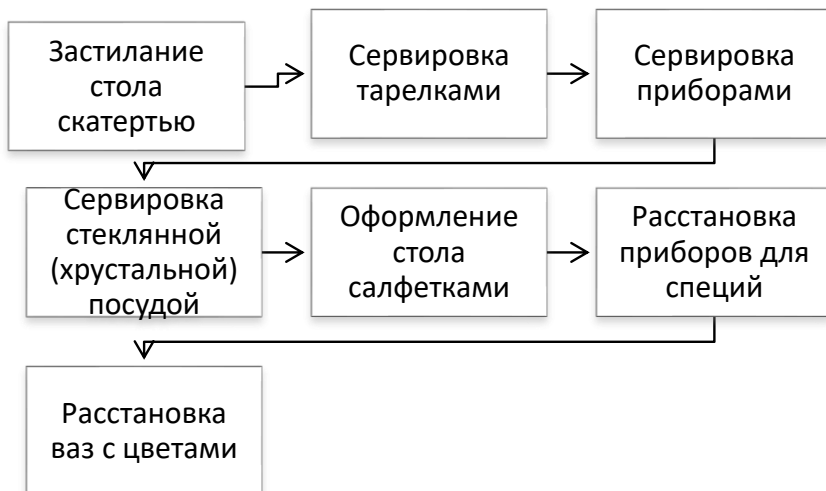 Застилание
стола
скатертью
Сервировка
тарелками
Сервировка
приборами
Сервировка
стеклянной
(хрустальной)
посудой
Оформление
стола
салфетками
Расстановка
приборов для
специй
Расстановка
ваз с цветами